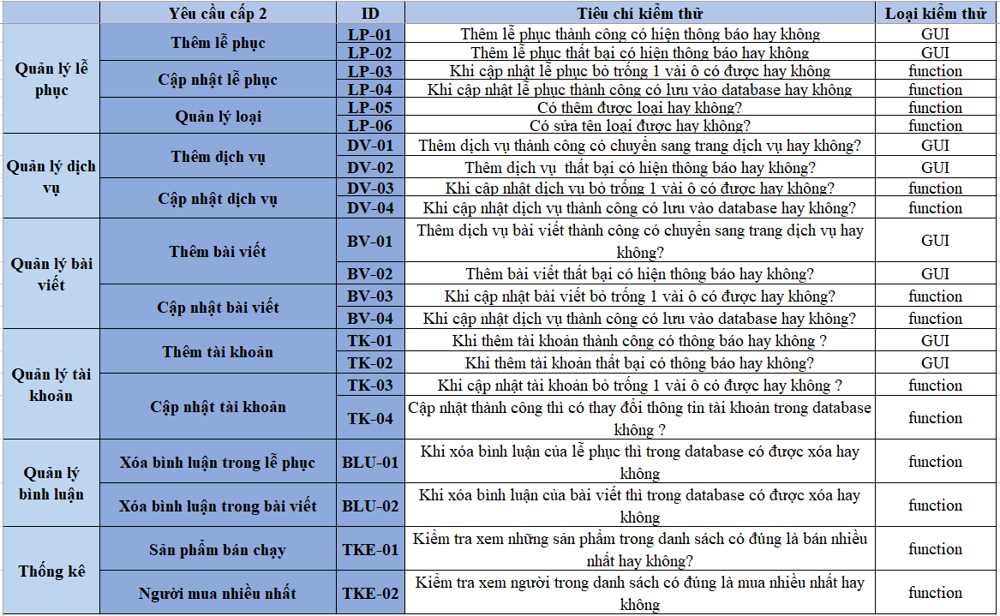 Yêu cầu cấp 2 ID Tiêu chí kiểm thử Loại kiểm thử
Quản lý lễ
phục
Thêm lễ phục
LP-01 Thêm lễ phục thành công có hiện thông báo hay không GUI
LP-02 Thêm lễ phục thất bại có hiện thông báo hay không GUI
Cập nhật lễ phục
LP-03 Khi cập nhật lễ phục bỏ trống 1 vài ô có được hay không function
LP-04 Khi cập nhật lễ phục thành công có lưu vào database hay không function
Quản lý loại
LP-05 Có thêm được loại hay không? function
LP-06 Có sửa tên loại được hay không? function
Quản lý dịch
vụ
Thêm dịch vụ
DV-01 Thêm dịch vụ thành công có chuyển sang trang dịch vụ hay không? GUI
DV-02 Thêm dịch vụ  thất bại có hiện thông báo hay không? GUI
Cập nhật dịch vụ
DV-03 Khi cập nhật dịch vụ bỏ trống 1 vài ô có được hay không? function
DV-04 Khi cập nhật dịch vụ thành công có lưu vào database hay không? function
Quản lý bài
viết
Thêm bài viết
BV-01 Thêm dịch vụ bài viết thành công có chuyển sang trang dịch vụ hay
không? GUI
BV-02 Thêm bài viết thất bại có hiện thông báo hay không? GUI
Cập nhật bài viết
BV-03 Khi cập nhật bài viết bỏ trống 1 vài ô có được hay không? function
BV-04 Khi cập nhật dịch vụ thành công có lưu vào database hay không? function
Quản lý tài
khoản
Thêm tài khoản
TK-01 Khi thêm tài khoản thành công có thông báo hay không ? GUI
TK-02 Khi thêm tài khoản thất bại có thông báo hay không? GUI
Cập nhật tài khoản
TK-03 Khi cập nhật tài khoản bỏ trống 1 vài ô có được hay không ? function
TK-04 Cập nhật thành công thì có thay đổi thông tin tài khoản trong database
không ? function
Quản lý
bình luận
Xóa bình luận trong lễ phục BLU-01 Khi xóa bình luận của lễ phục thì trong database có được xóa hay
không function
Xóa bình luận trong bài viết BLU-02 Khi xóa bình luận của bài viết thì trong database có được xóa hay
không function
Thống kê
Sản phẩm bán chạy TKE-01 Kiểm tra xem những sản phẩm trong danh sách có đúng là bán nhiều
nhất hay không? function
Người mua nhiều nhất TKE-02 Kiểm tra xem người trong danh sách có đúng là mua nhiều nhất hay
không function